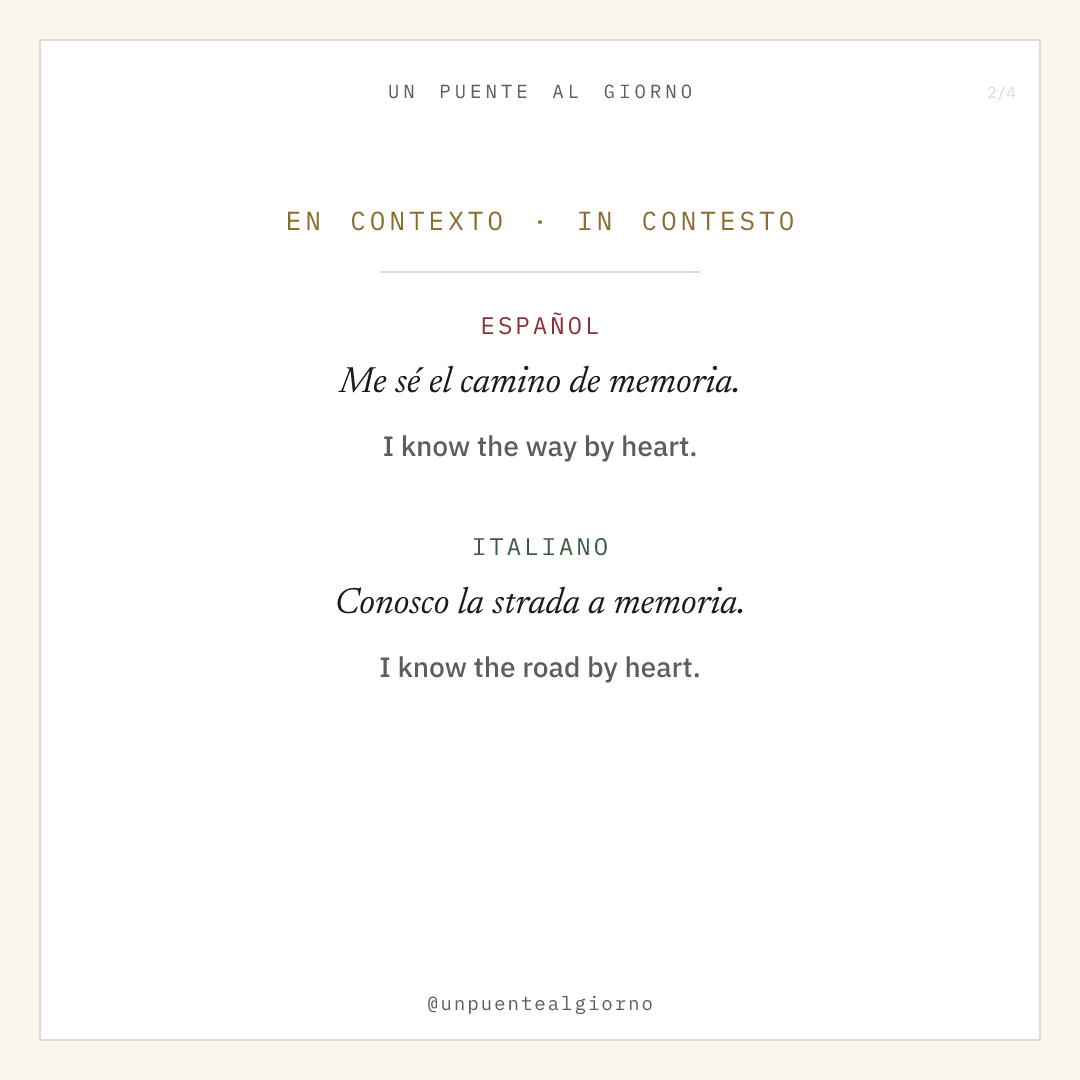 UN PUENTE AL GIORNO
2/4
EN CONTEXTO · IN CONTESTO
ESPAÑOL
Me sé el camino de memoria.
I know the way by heart.
ITALIANO
Conosco la strada a memoria.
I know the road by heart.
@unpuentealgiorno